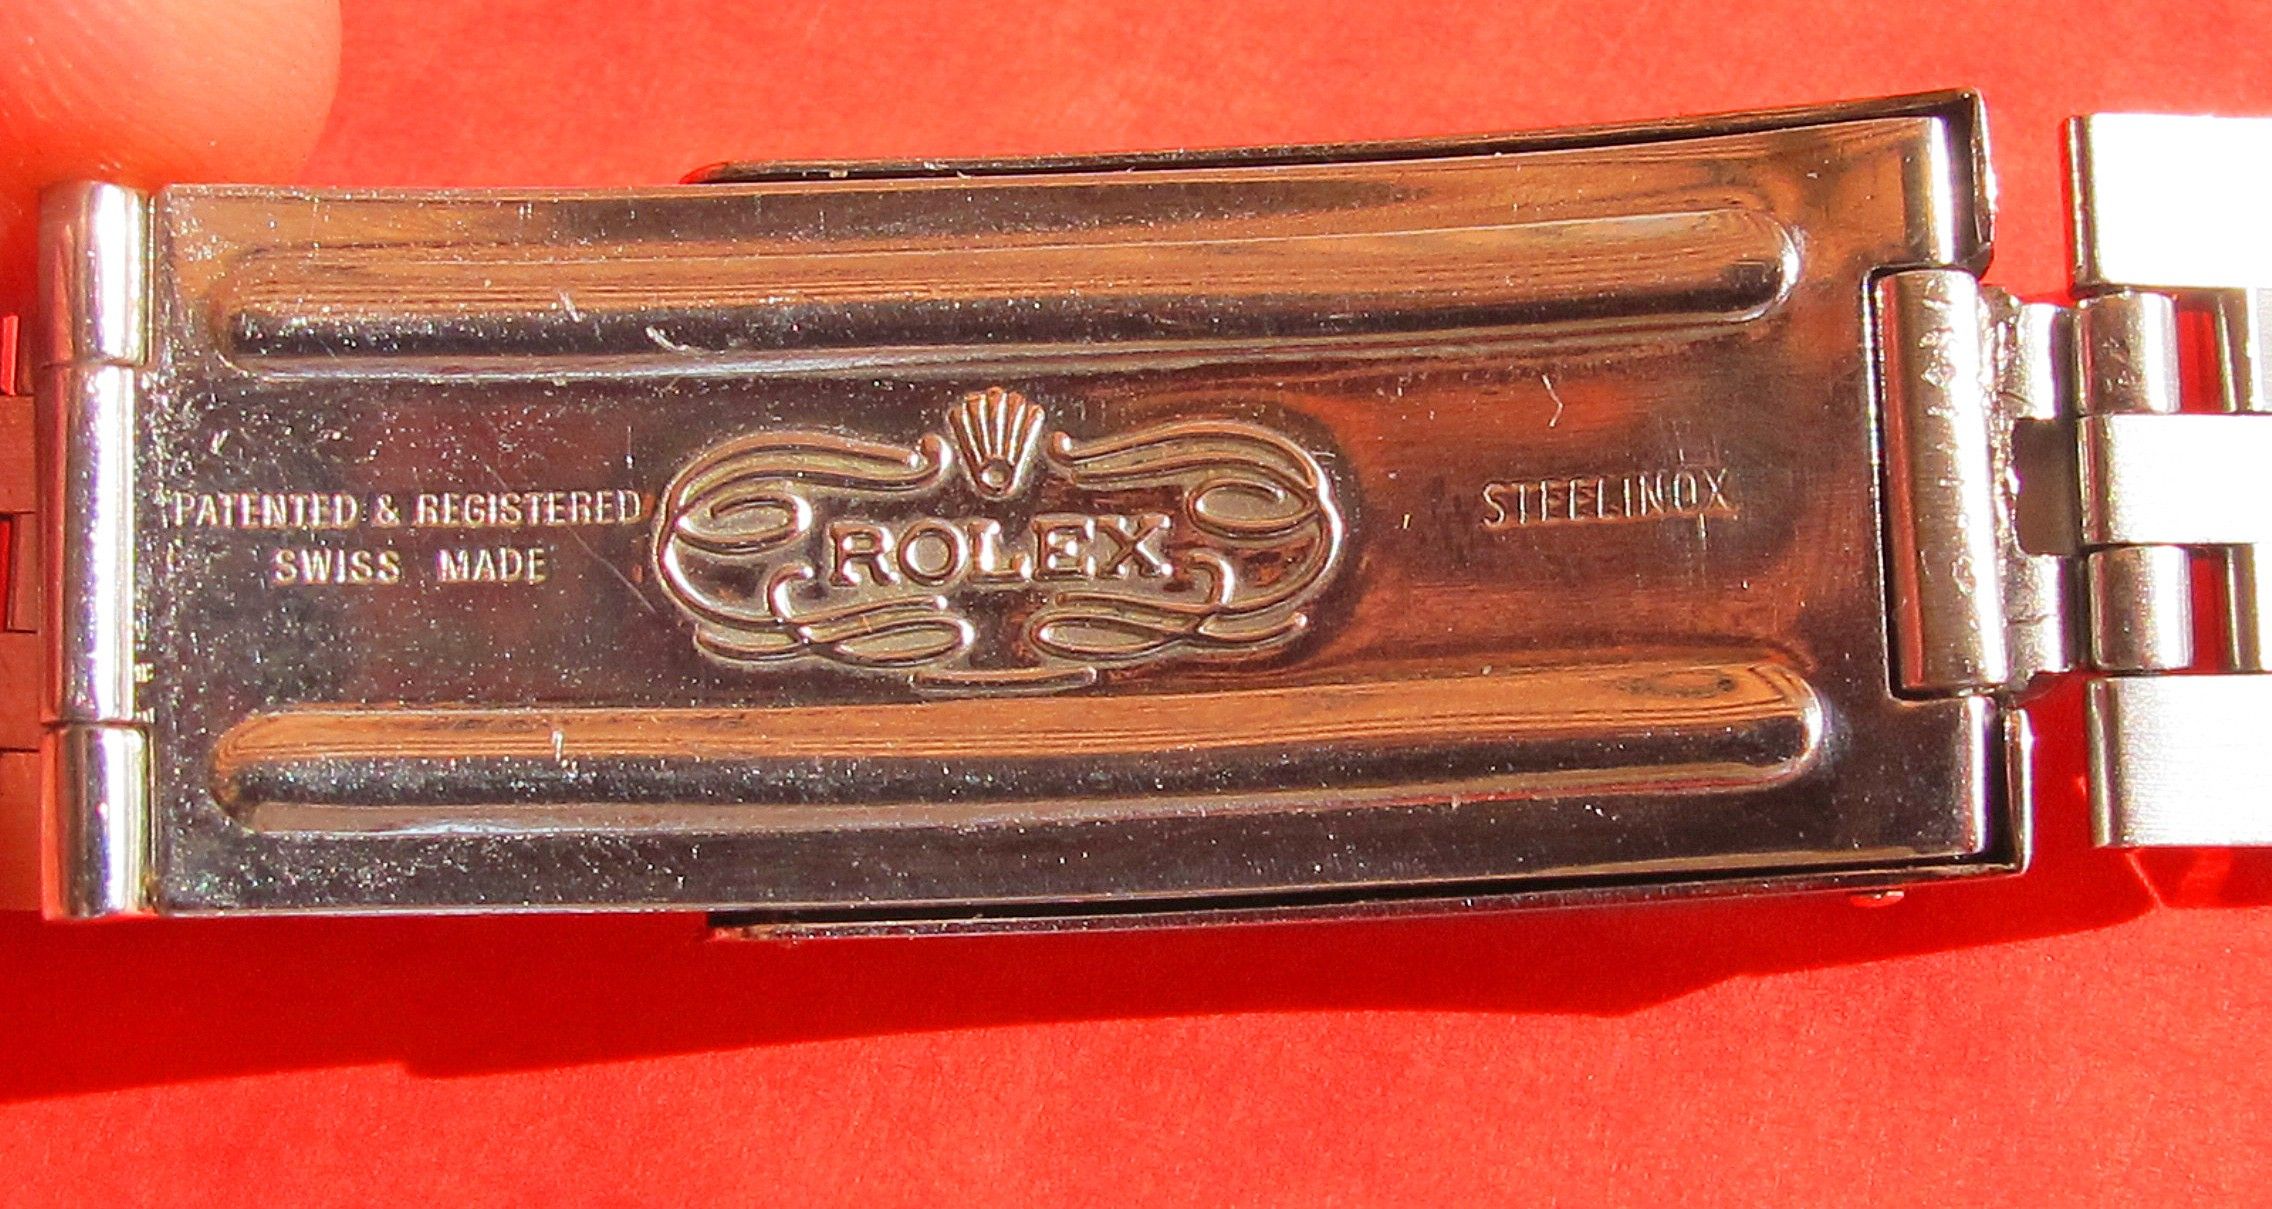 PATENTED & REGISTERED
SWISS MADE
ROLEX
STEELINOX